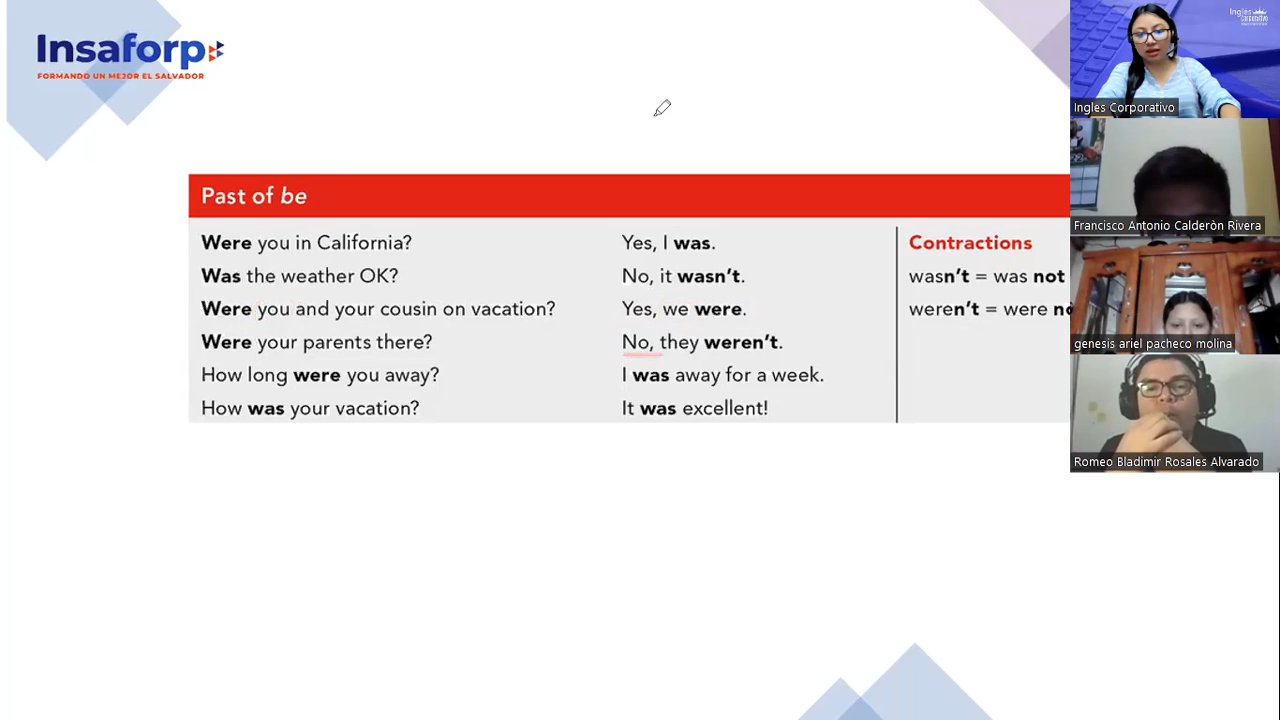 Insaforp
FORMANDO UN MEJOR EL SALVADOR
Past of be
Were you in California?
Yes, I was.
Was the weather OK?
No, it wasn't.
Were you and your cousin on vacation?
Yes, we were.
Were your parents there?
No, they weren't.
How long were you away?
I was away for a week.
How was your vacation?
It was excellent!
Contractions
wasn't = was not
weren't = were
Ingles Corporativo
Francisco Antonio Calderòn Rivera
genesis ariel pacheco molina
Romeo Bladimir Rosales Alvarado